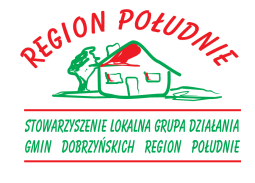 REGION POŁUDNIE
STOWARZYSZENIE LOKALNA GRUPA DZIAŁANIA
GMIN DOBRZYŃSKICH REGION POŁUDNIE